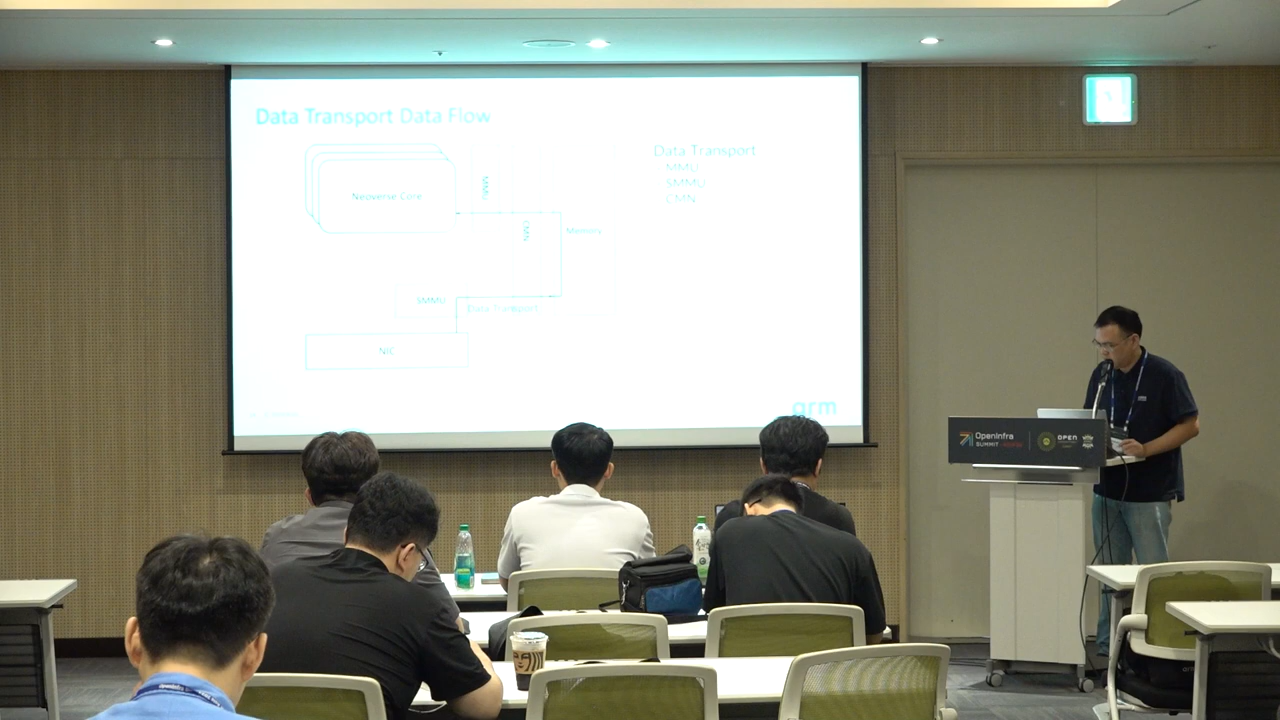 Data Transport Data Flow
Data Transport
MMU
SMMU
CMN
Neoverse Core
MMU
CMN
Memory
SMMU
Data Transport
NIC
arm
OpenInfra
SUMMIT
OPEN